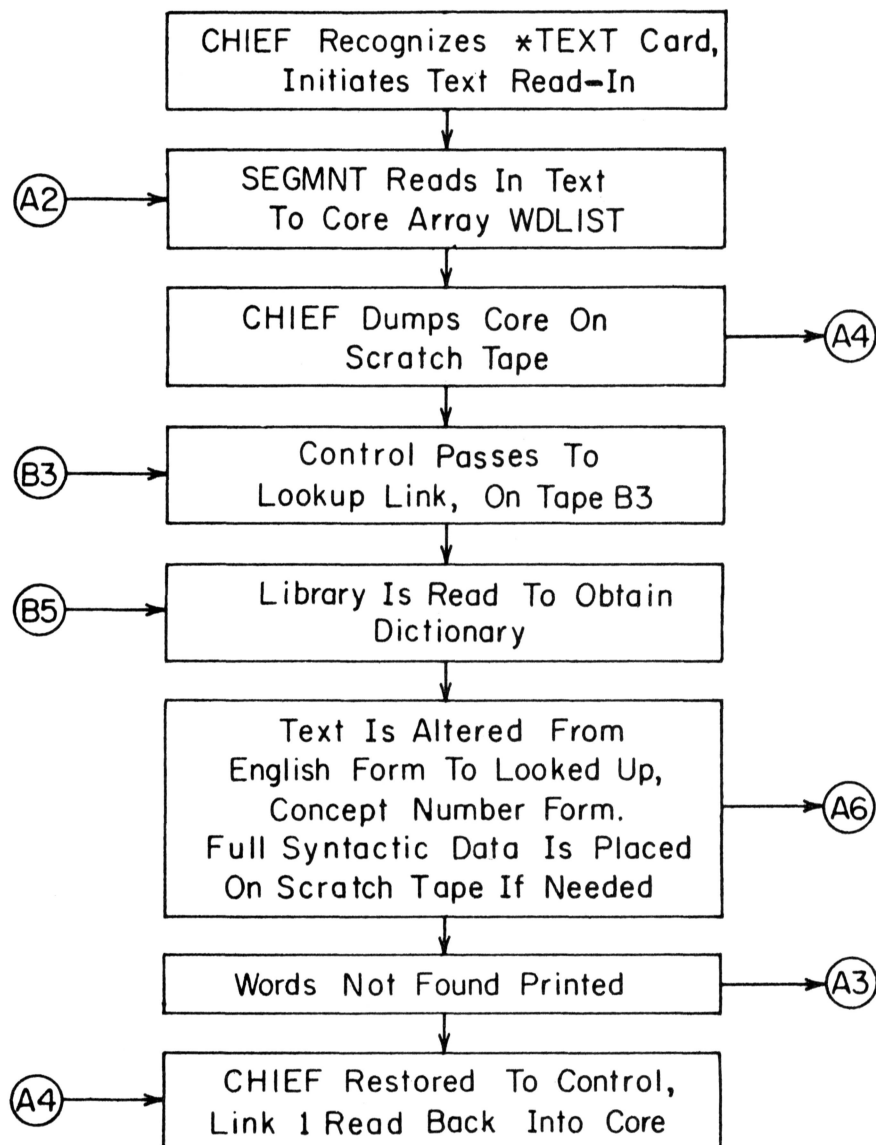 CHIEF Recognizes *TEXT Card,
Initiates Text Read-In
A2
SEGMNT Reads In Text
To Core Array WDLIST
CHIEF Dumps Core On
Scratch Tape
A4
B3
Control Passes To
Lookup Link, On Tape B3
B5
Library Is Read To Obtain
Dictionary
Text Is Altered From
English Form To Looked Up,
Concept Number Form.
Full Syntactic Data Is Placed
On Scratch Tape If Needed
A6
Words Not Found Printed
A3
A4
CHIEF Restored To Control,
Link 1 Read Back Into Core